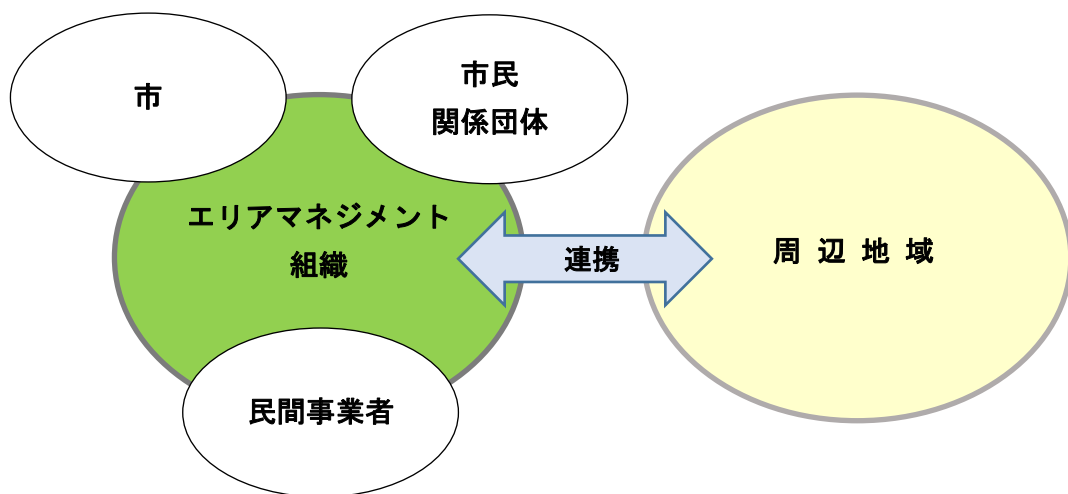 市
市民
関係団体
エリアマネジメント
組織
連携
周辺地域
民間事業者